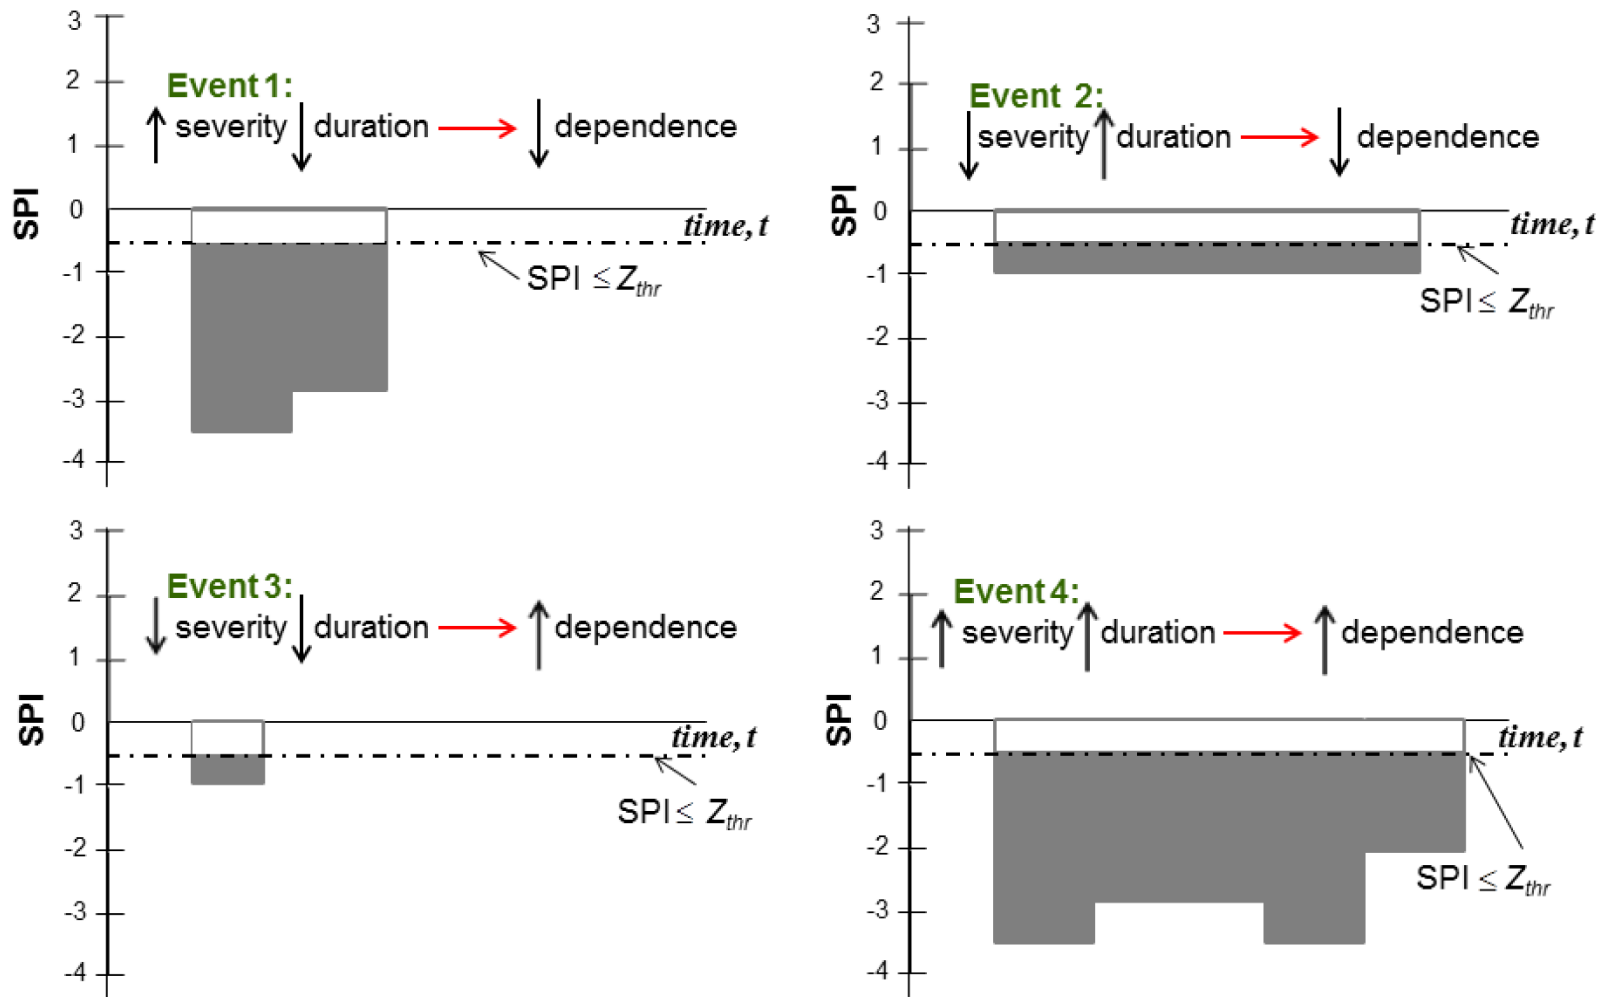 3
2
1
0
-1
-2
-3
-4
SPI
Event 1:
severity duration dependence
time, t
SPI ≤ Zthr
3
2
1
0
-1
-2
-3
-4
SPI
Event 2:
severity duration dependence
time, t
SPI ≤ Zthr
3
2
1
0
-1
-2
-3
-4
SPI
Event 3:
severity duration dependence
time, t
SPI ≤ Zthr
3
2
1
0
-1
-2
-3
-4
SPI
Event 4:
severity duration dependence
time, t
SPI ≤ Zthr